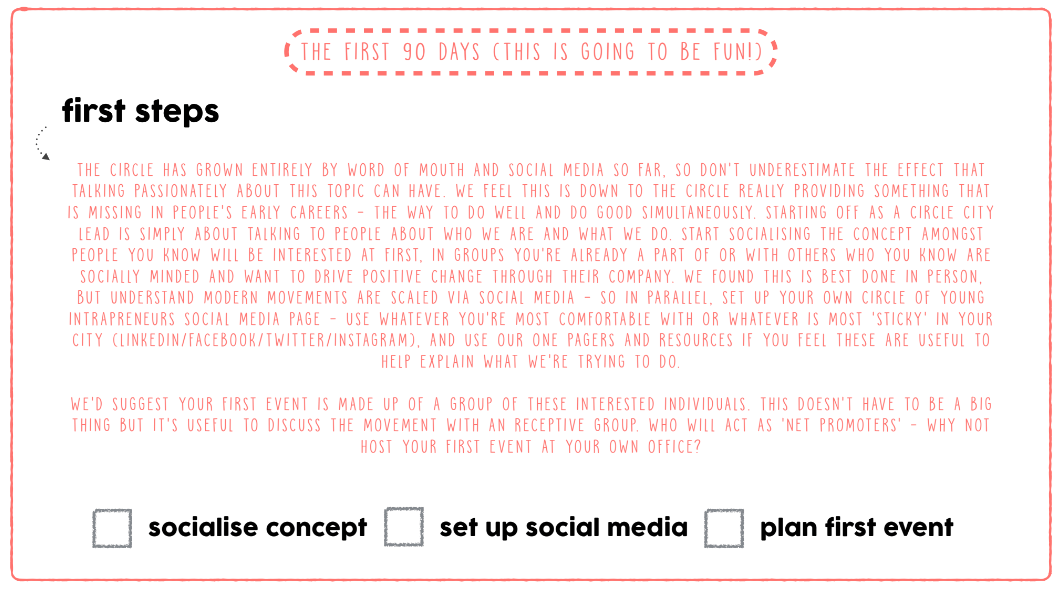 THE FIRST 90 DAYS (THIS IS GOING TO BE FUN!)
first steps
THE CIRCLE HAS GROWN ENTIRELY BY WORD OF MOUTH AND SOCIAL MEDIA SO FAR, SO DON'T UNDERESTIMATE THE EFFECT THAT
TALKING PASSIONATELY ABOUT THIS TOPIC CAN HAVE. WE FEEL THIS IS DOWN TO THE CIRCLE REALLY PROVIDING SOMETHING THAT
IS MISSING IN PEOPLE'S EARLY CAREERS - THE WAY TO DO WELL AND DO GOOD SIMULTANEOUSLY. STARTING OFF AS A CIRCLE CITY
LEAD IS SIMPLY ABOUT TALKING TO PEOPLE ABOUT WHO WE ARE AND WHAT WE DO. START SOCIALISING THE CONCEPT AMONGST
PEOPLE YOU KNOW WILL BE INTERESTED AT FIRST, IN GROUPS YOU'RE ALREADY A PART OF OR WITH OTHERS WHO YOU KNOW ARE
SOCIALLY MINDED AND WANT TO DRIVE POSITIVE CHANGE THROUGH THEIR COMPANY. WE FOUND THIS IS BEST DONE IN PERSON,
BUT UNDERSTAND MODERN MOVEMENTS ARE SCALED VIA SOCIAL MEDIA - SO IN PARALLEL, SET UP YOUR OWN CIRCLE OF YOUNG
INTRAPRENEURS SOCIAL MEDIA PAGE - USE WHATEVER YOU'RE MOST COMFORTABLE WITH OR WHATEVER IS MOST 'STICKY' IN YOUR
CITY (LINKEDIN/FACEBOOK/TWITTER/INSTAGRAM), AND USE OUR ONE PAGERS AND RESOURCES IF YOU FEEL THESE ARE USEFUL TO
HELP EXPLAIN WHAT WE'RE TRYING TO DO.
WE'D SUGGEST YOUR FIRST EVENT IS MADE UP OF A GROUP OF THESE INTERESTED INDIVIDUALS. THIS DOESN'T HAVE TO BE A BIG
THING BUT IT'S USEFUL TO DISCUSS THE MOVEMENT WITH AN RECEPTIVE GROUP. WHO WILL ACT AS 'NET PROMOTERS' - WHY NOT
HOST YOUR FIRST EVENT AT YOUR OWN OFFICE?
socialise concept set up social media plan first event